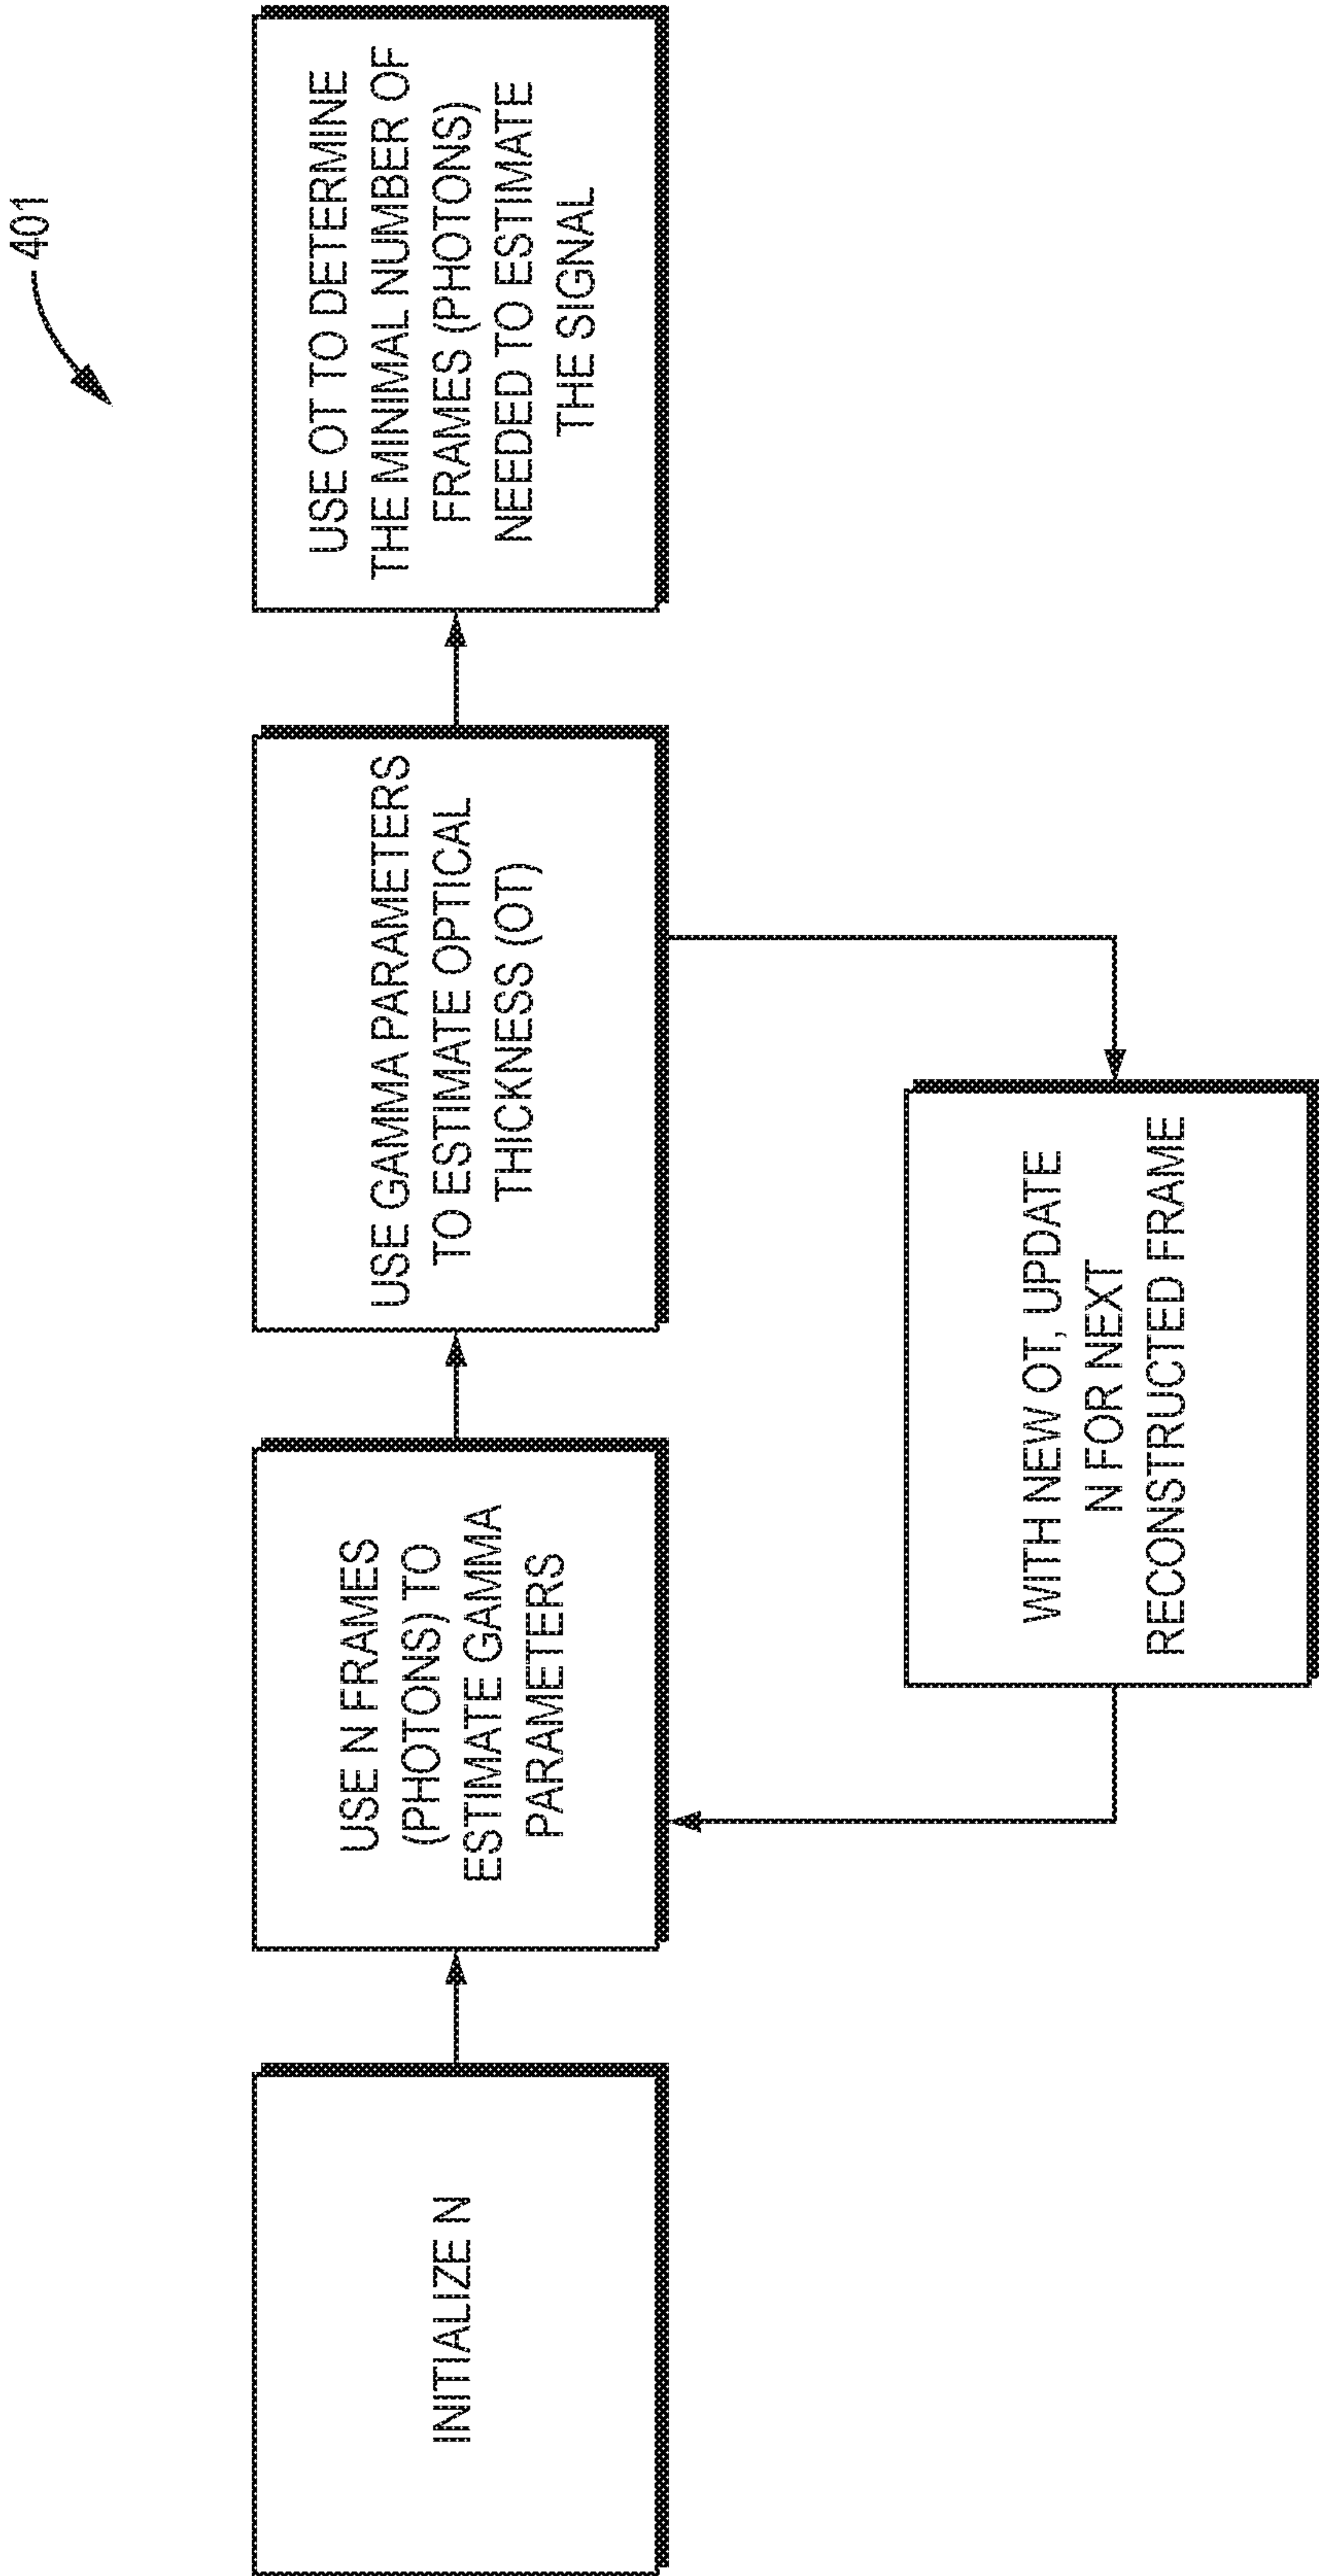 401
INITIALIZE N
USE N FRAMES
(PHOTONS) TO
ESTIMATE GAMMA
PARAMETERS
USE GAMMA PARAMETERS
TO ESTIMATE OPTICAL
THICKNESS (OT)
USE OT TO DETERMINE
THE MINIMAL NUMBER OF
FRAMES (PHOTONS)
NEEDED TO ESTIMATE
THE SIGNAL
WITH NEW OT, UPDATE
N FOR NEXT
RECONSTRUCTED FRAME